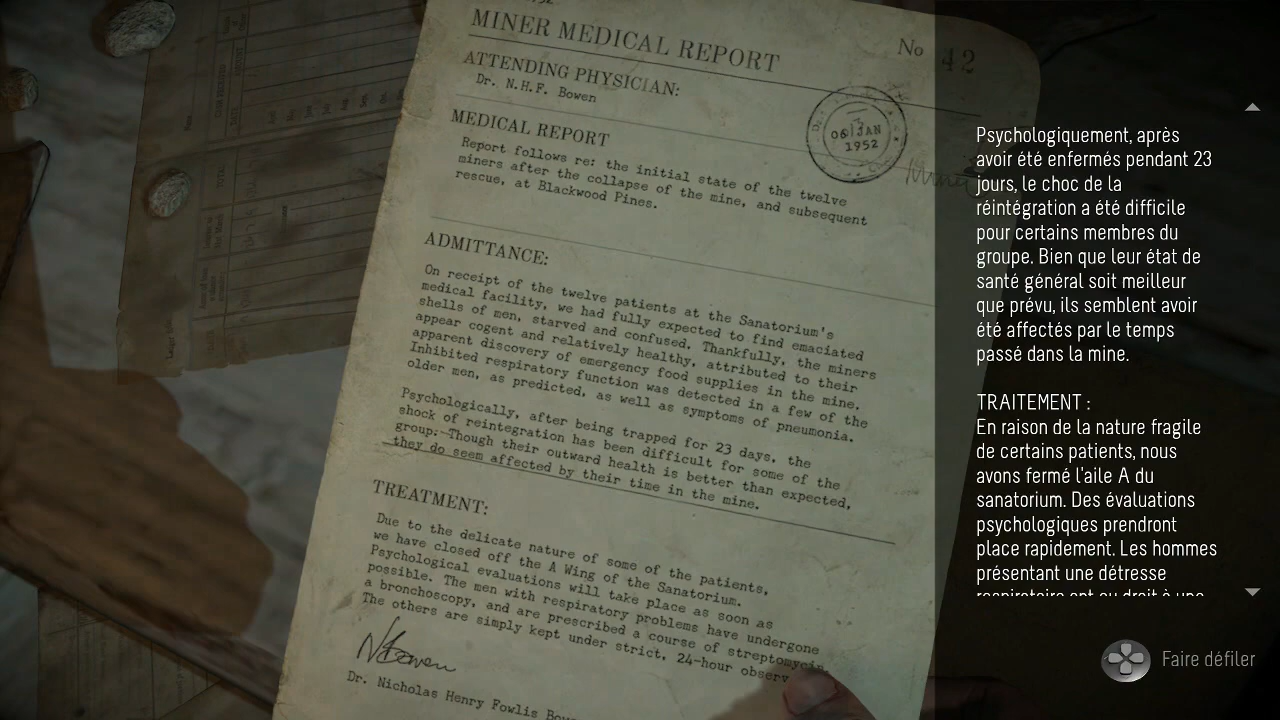 MINER MEDICAL REPORT
No 42
ATTENDING PHYSICIAN:
Dr. N.H.F. Bowen
06 JAN
1952
MEDICAL REPORT
Report follows re: the initial state of the twelve
miners after the collapse of the mine, and subsequent
rescue, at Blackwood Pines.
ADMITTANCE:
On receipt of the twelve patients at the Sanatorium's
medical facility, we had fully expected to find emaciated
shells of men, starved and confused. Thankfully, the miners
appear cogent and relatively healthy, attributed to their
apparent discovery of emergency food supplies in the mine.
Inhibited respiratory function was detected in a few of the
older men, as predicted, as well as symptoms of pneumonia.
Psychologically, after being trapped for 23 days, the
shock of reintegration has been difficult for some of the
group. Though their outward health is better than expected,
they do seem affected by their time in the mine.
TREATMENT:
Due to the delicate nature of some of the patients,
we have closed off the A Wing of the Sanatorium.
Psychological evaluations will take place as soon as
possible. The men with respiratory problems have undergone
a bronchoscopy, and are prescribed a course of streptomycin.
The others are simply kept under strict, 24-hour observ
NBowen
Dr. Nicholas Henry Fowlis Bow
Psychologiquement, après
avoir été enfermés pendant 23
jours, le choc de la
réintégration a été difficile
pour certains membres du
groupe. Bien que leur état de
santé général soit meilleur
que prévu, ils semblent avoir
été affectés par le temps
passé dans la mine.
TRAITEMENT :
En raison de la nature fragile
de certains patients, nous
avons fermé l'aile A du
sanatorium. Des évaluations
psychologiques prendront
place rapidement. Les hommes
présentant une détresse
respiratoire ont eu droit à une
Faire défiler